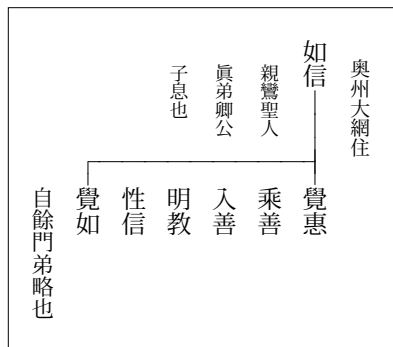 奥州大網住
如信
親鸞聖人
眞弟卿公
子息也
覺惠
乘善
入善
明教
性信
覺如
自餘門弟略也